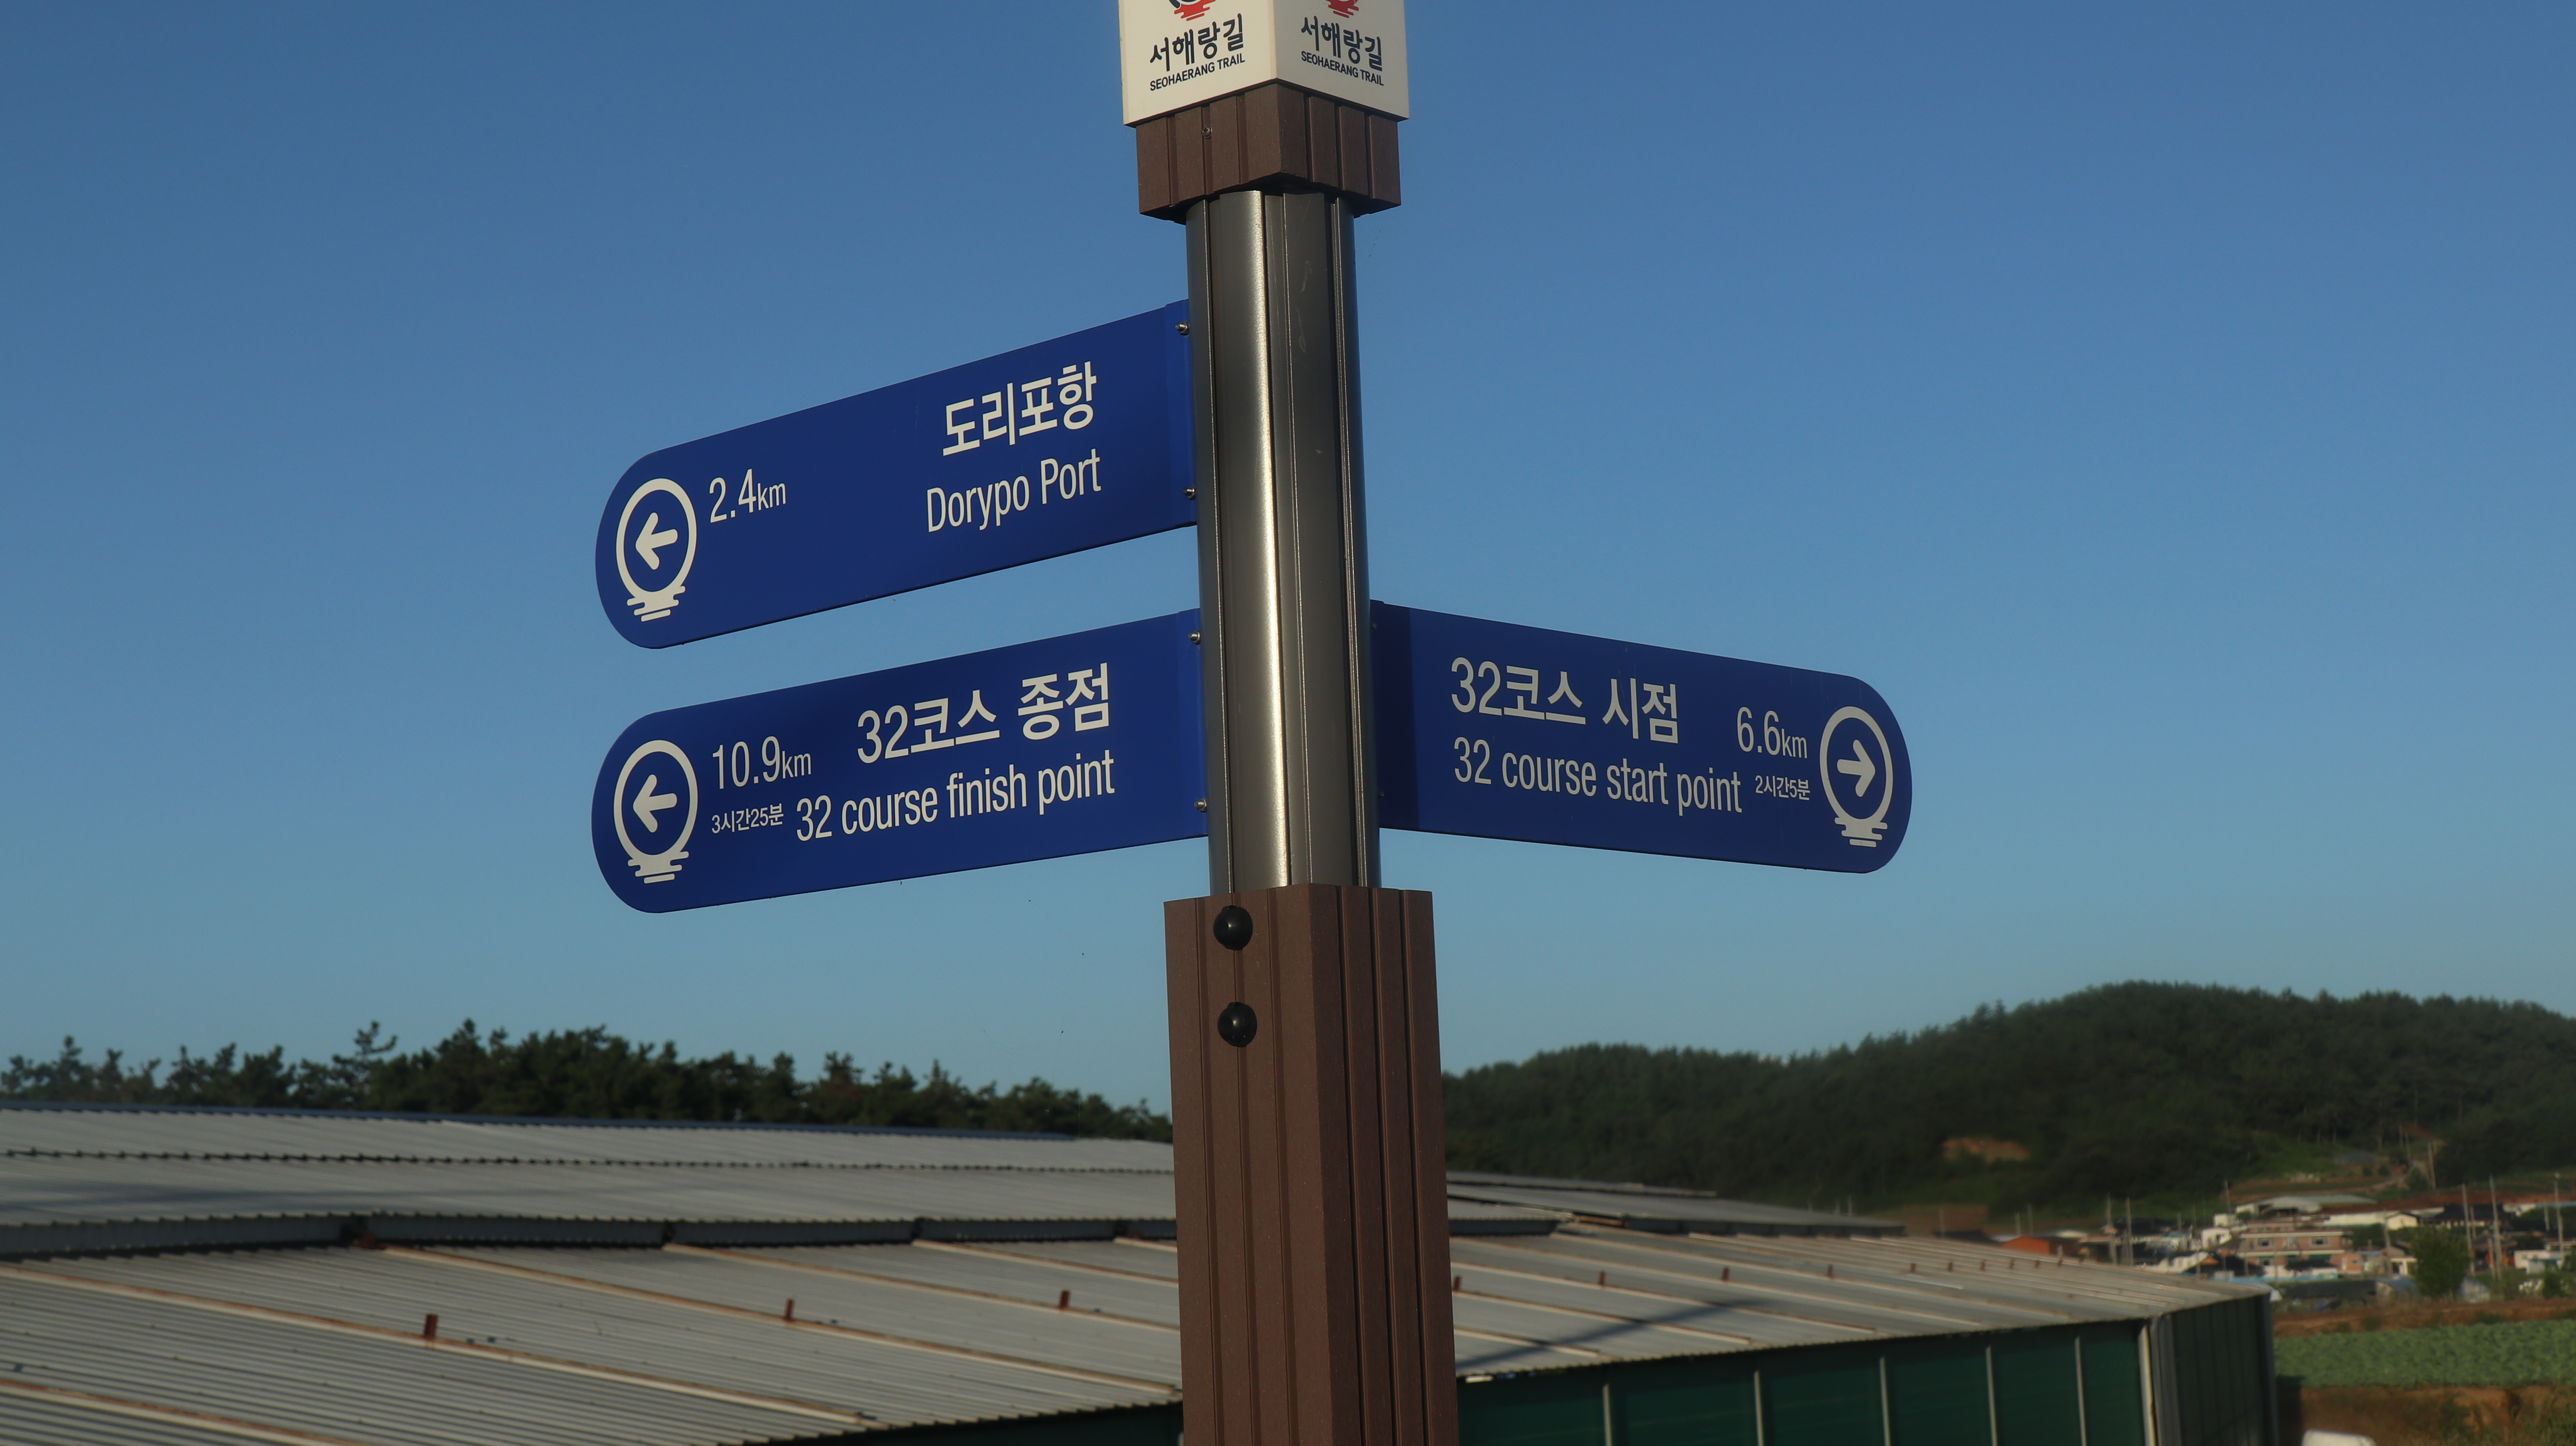 서해랑길
SEOHAERANG TRAIL
서해랑길
SEOHAERANG TRAIL
도리포항
2.4km
Dorypo Port
32코스 종점
10.9km
3시간25분
32 course finish point
32코스 시점
6.6km
32 course start point
2시간5분